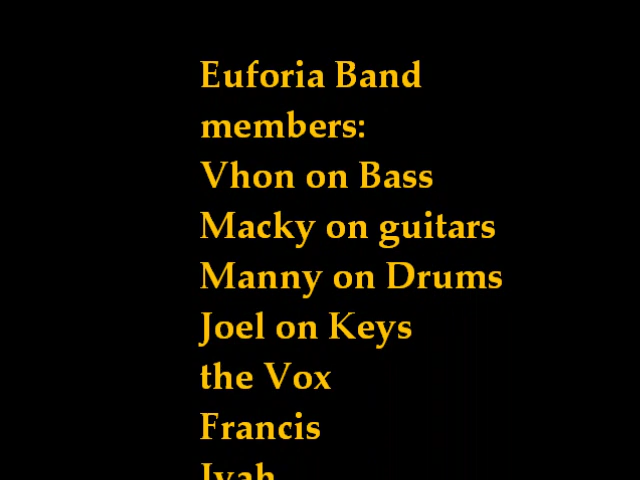 Euforia Band
members:
Vhon on Bass
Macky on guitars
Manny on Drums
Joel on Keys
the Vox
Francis